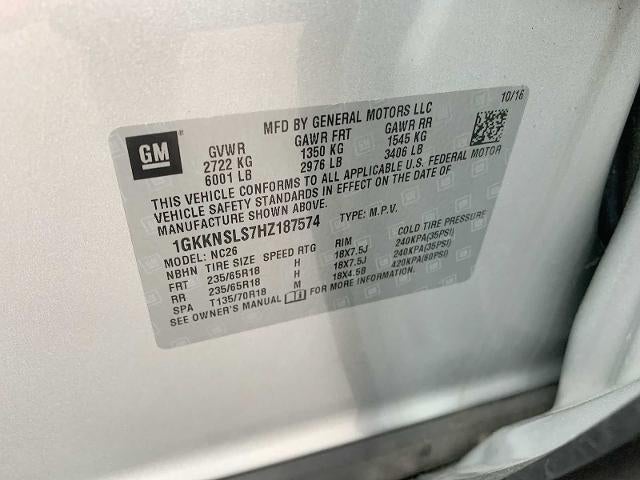 10/16
MFD BY GENERAL MOTORS LLC
GM
GVWR GAWR FRT GAWR RR
2722 KG 1350 KG 1545 KG
6001 LB 2976 LB 3406 LB
THIS VEHICLE CONFORMS TO ALL APPLICABLE U.S. FEDERAL MOTOR
VEHICLE SAFETY STANDARDS IN EFFECT ON THE DATE OF
MANUFACTURE SHOWN ABOVE.
1GKKNSLS7HZ187574 TYPE: M.P.V.
MODEL: NC26
NBHN TIRE SIZE SPEED RTG RIM COLD TIRE PRESSURE
FRT 235/65R18 H 18X7.5J 240KPA(35PSI)
RR 235/65R18 H 18X7.5J 240KPA(35PSI)
SPA T135/70R18 M 18X4.5B 420KPA(60PSI)
SEE OWNER'S MANUAL FOR MORE INFORMATION.